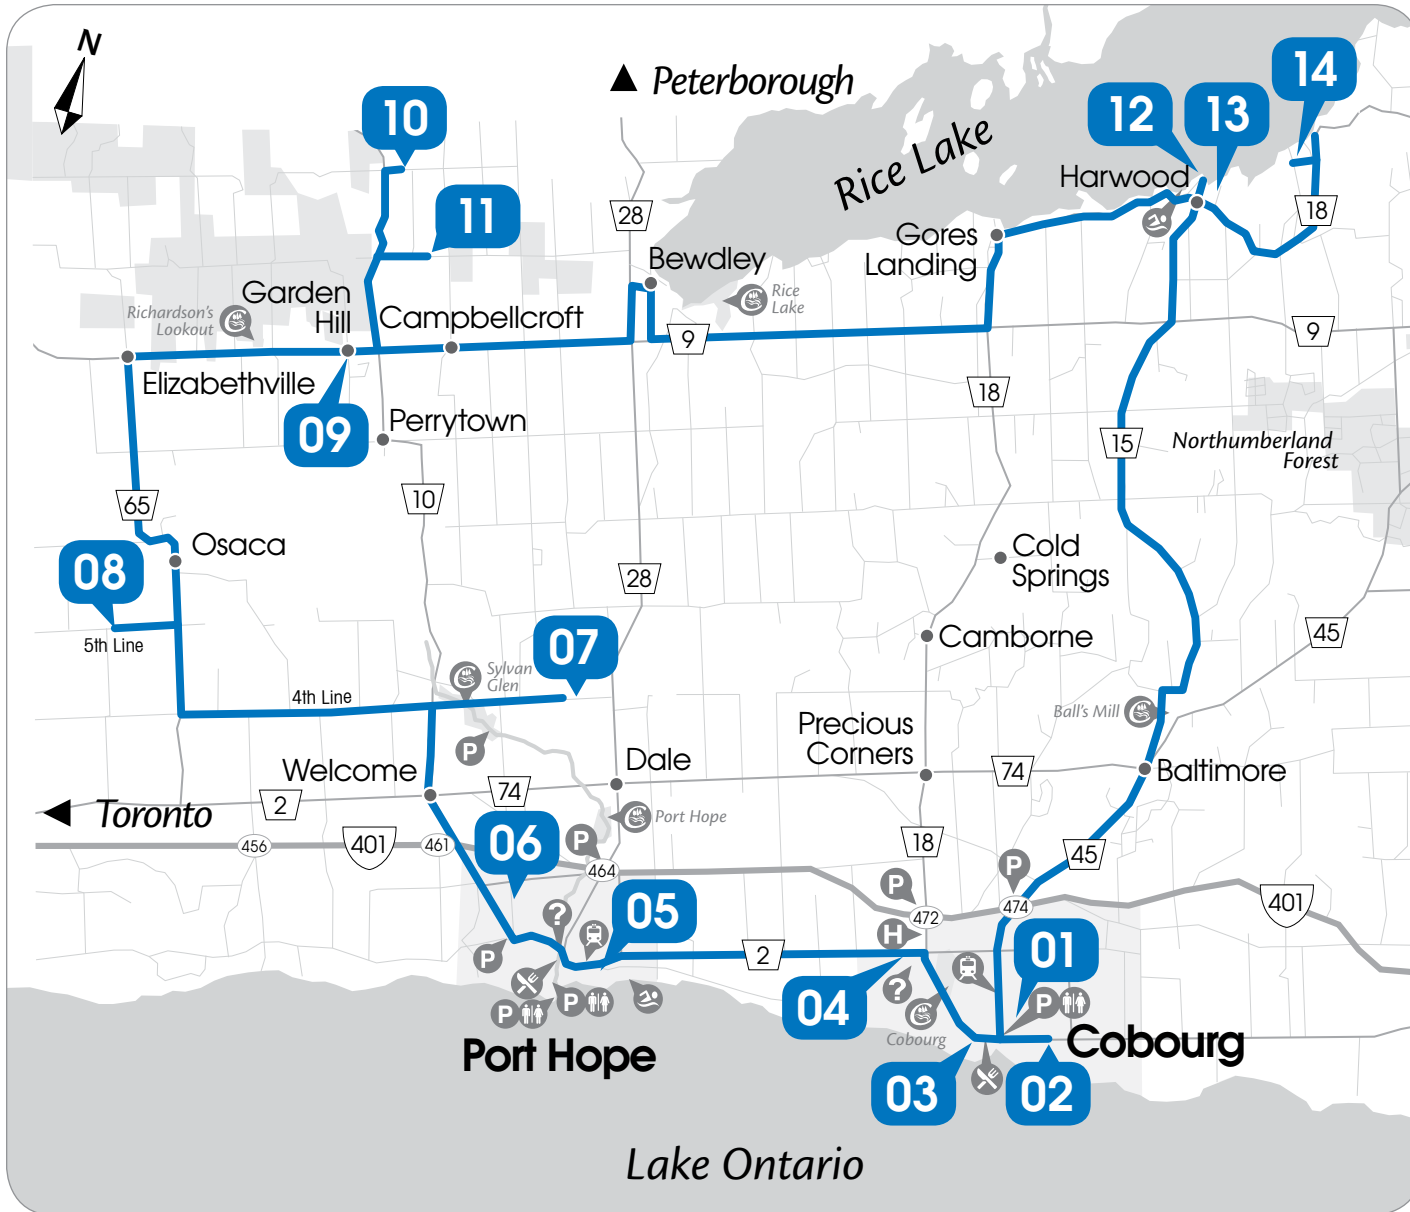 N
Peterborough
14
10
12
13
Rice Lake
Harwood
11
28
18
Gores
Landing
Bewdley
Garden
Hill
Rice
Lake
Richardson's
Lookout
Campbellcroft
9
9
Elizabethville
18
09
Perrytown
15
Northumberland
Forest
65
10
Osaca
Cold
Springs
08
28
5th Line
07
Camborne
45
Sylvan
Glen
4th Line
Ball's Mill
Precious
Corners
P
Dale
Welcome
74
74
Baltimore
2
Toronto
Port Hope
06
P
18
456
401
461
45
464
P
P
401
05
472
474
?
H
01
P
2
?
04
P
P
P
Cobourg
Cobourg
Port Hope
03
02
Lake Ontario